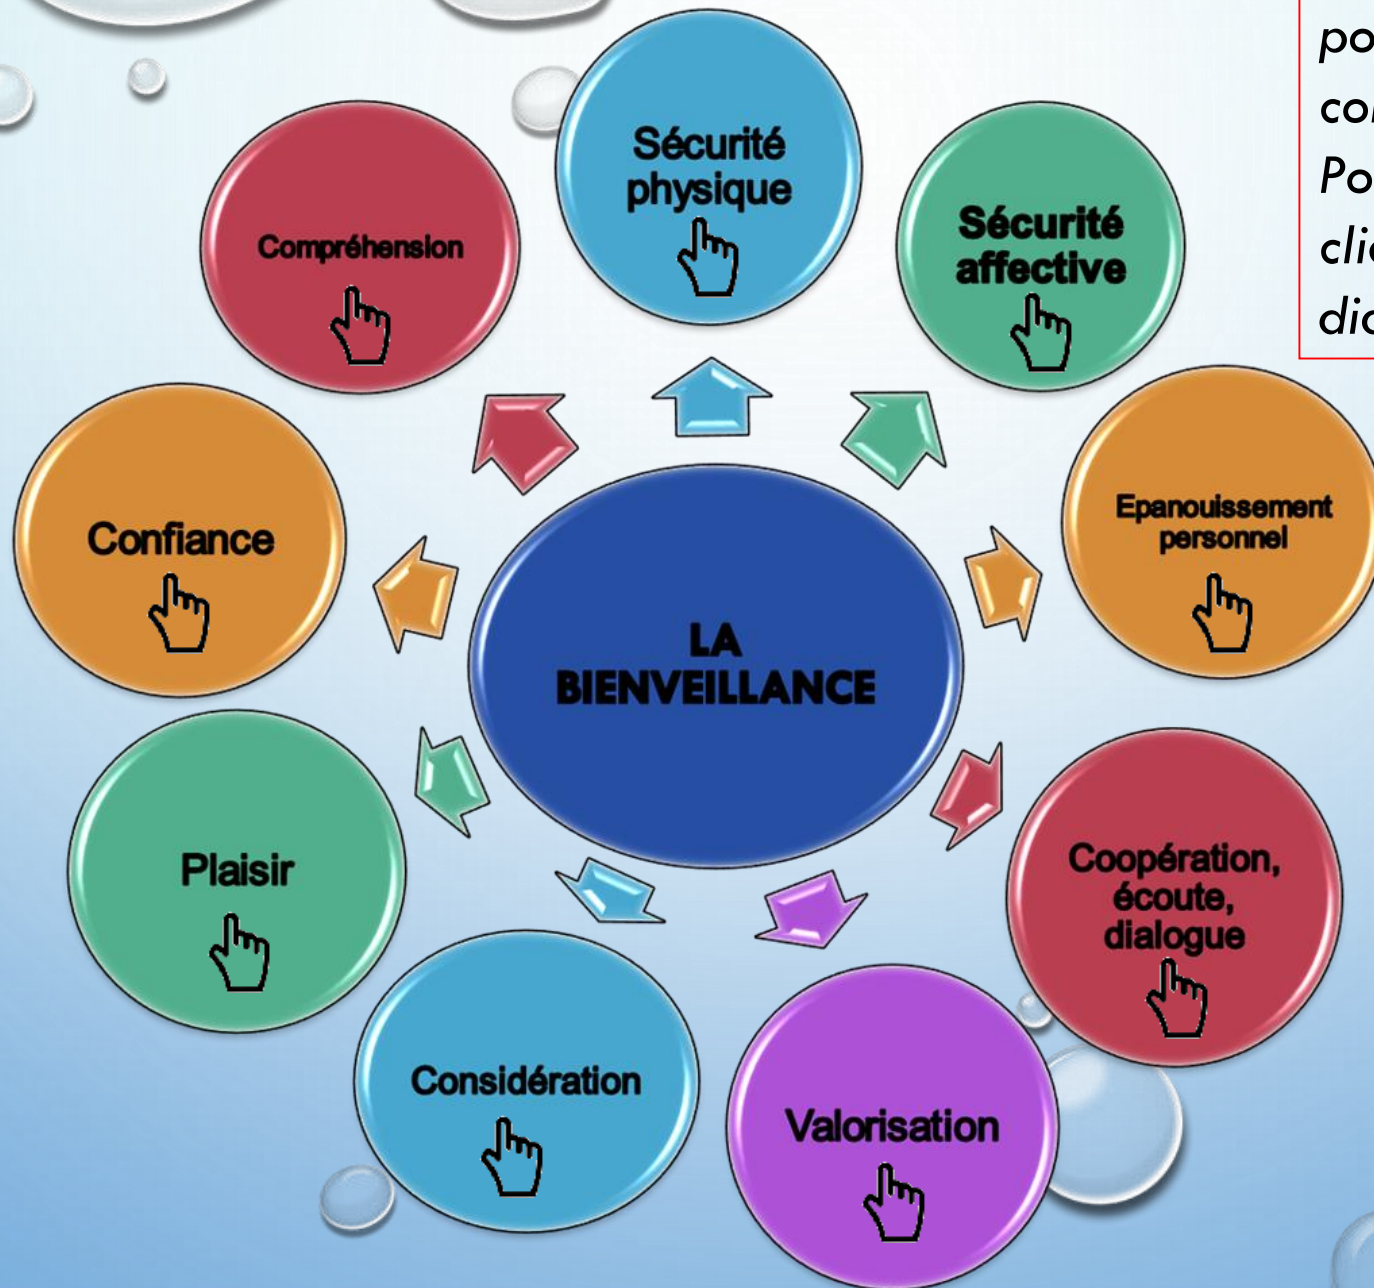 Sécurité
physique
Sécurité
affective
Epanouissement
personnel
Coopération,
écoute,
dialogue
Valorisation
Considération
Plaisir
Confiance
Compréhension
LA
BIENVEILLANCE